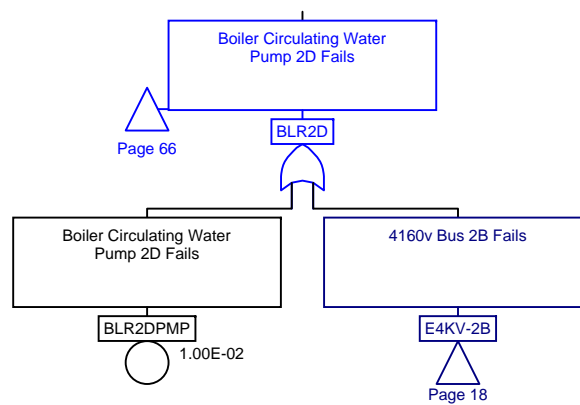 Boiler Circulating Water
Pump 2D Fails
Page 66
BLR2D
Boiler Circulating Water
Pump 2D Fails
BLR2DPMP
1.00E-02
4160v Bus 2B Fails
E4KV-2B
Page 18